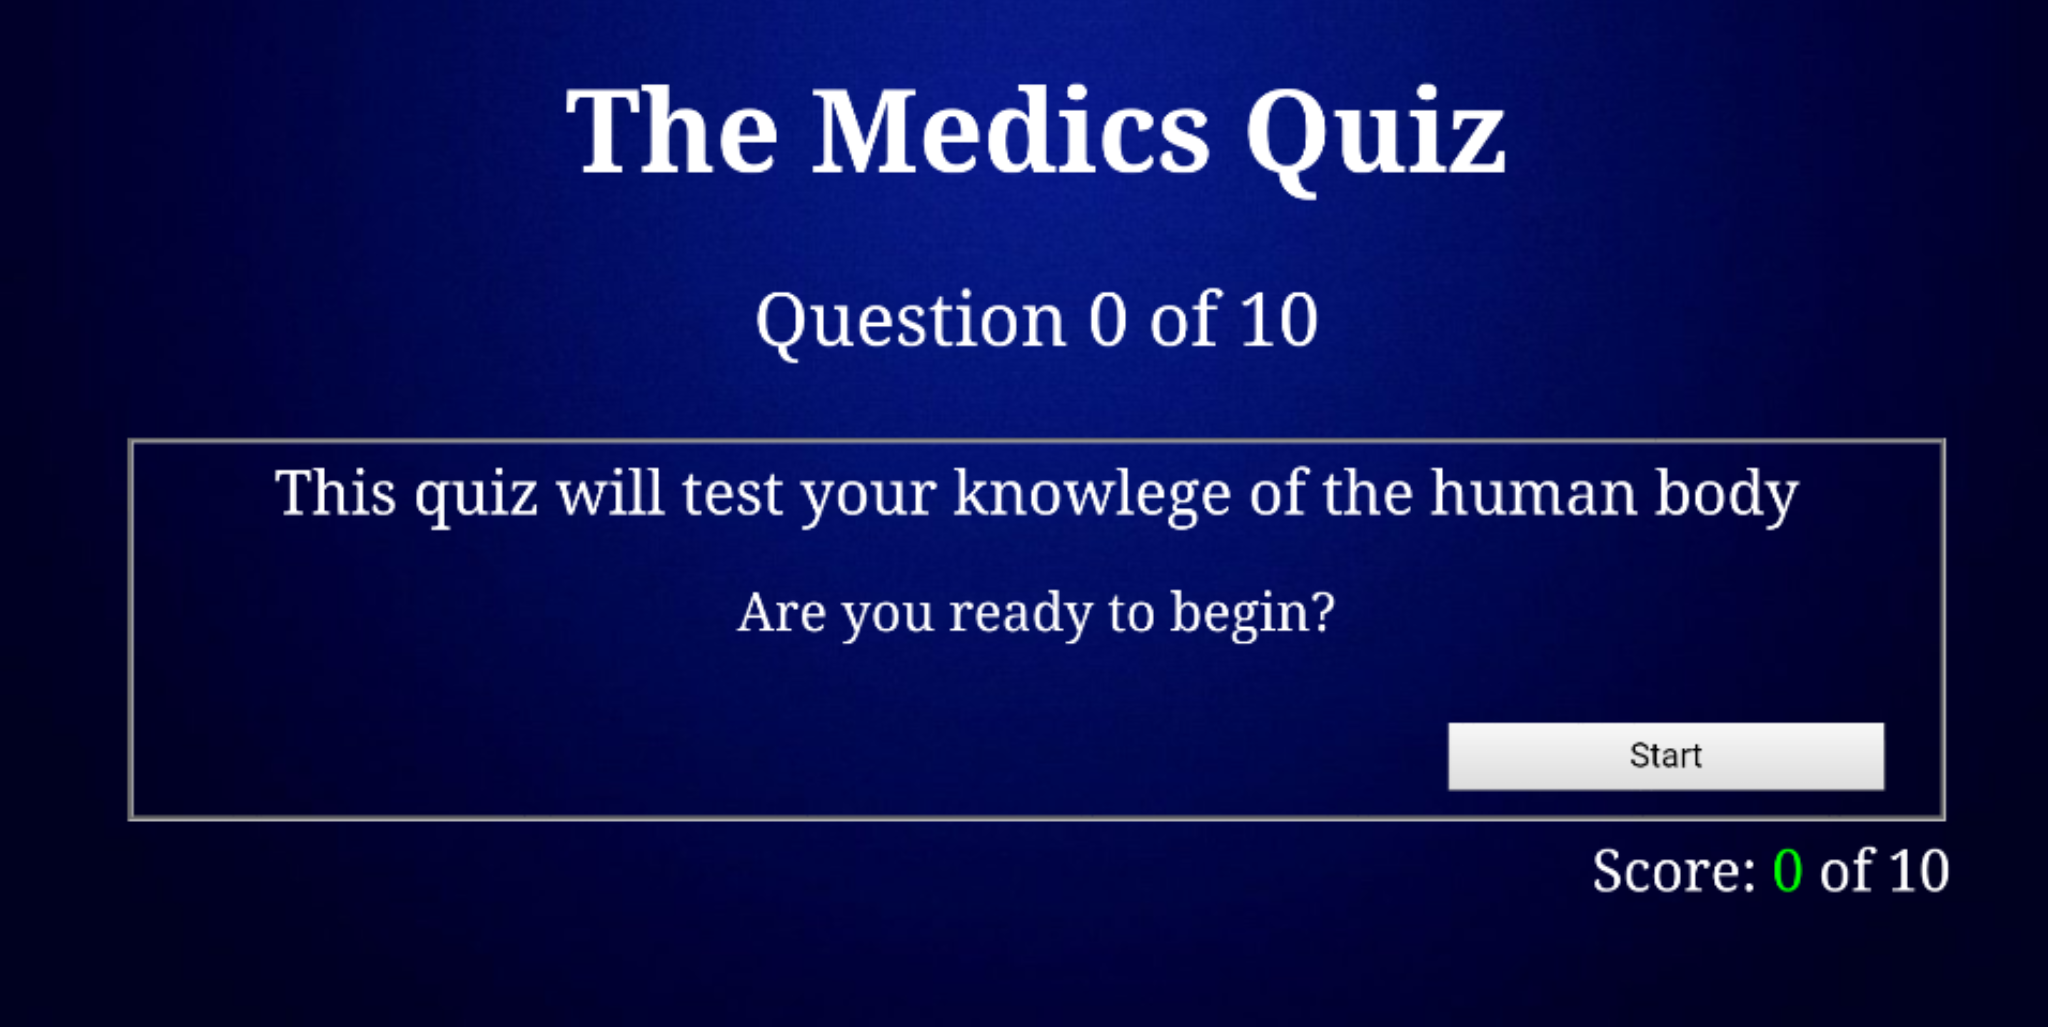 The Medics Quiz
Question 0 of 10
This quiz will test your knowlege of the human body
Are you ready to begin?
Start
Score: 0 of 10